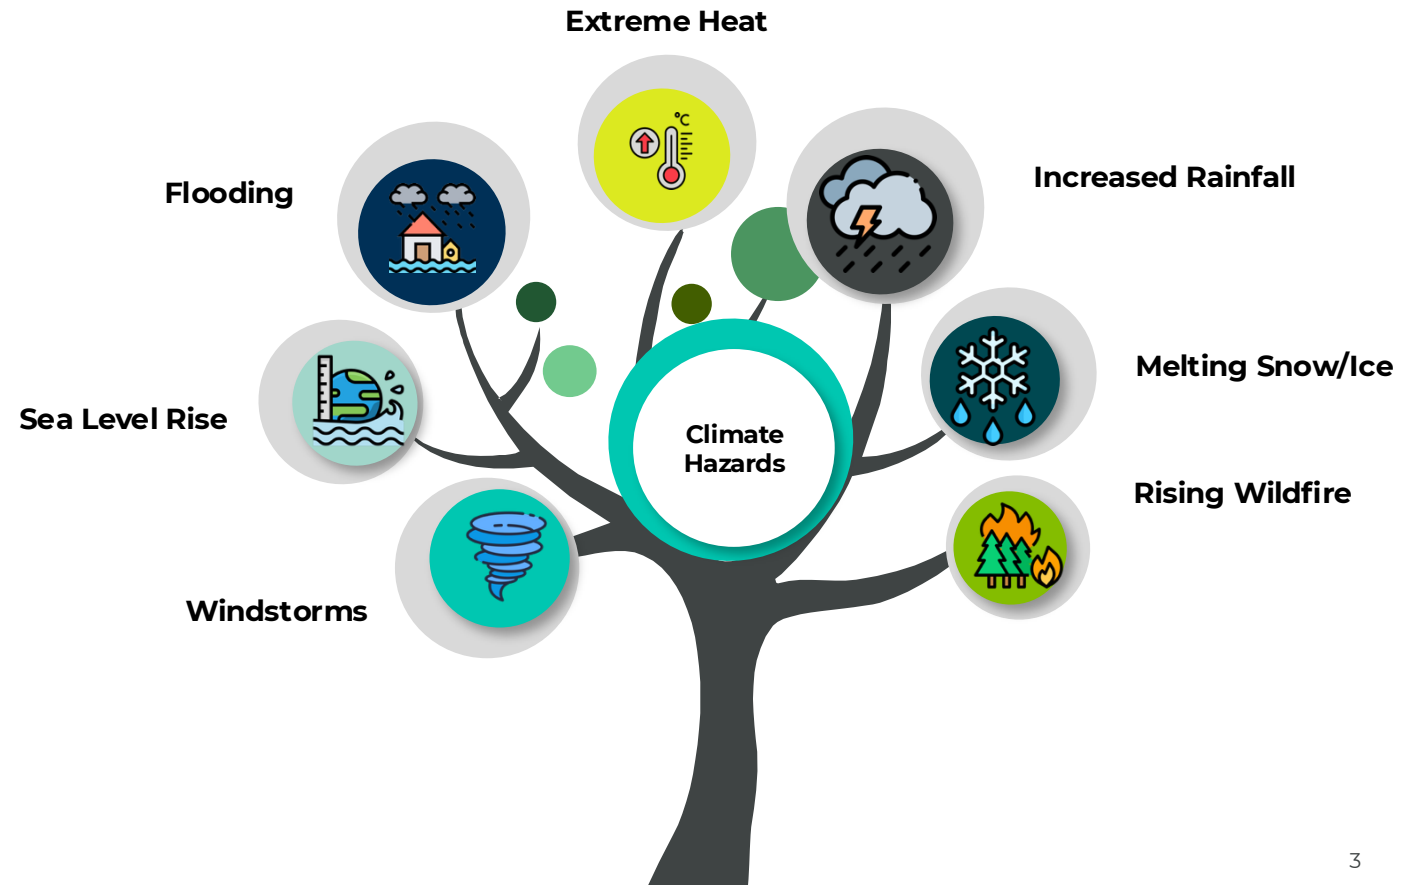 Extreme Heat
°C
Flooding
Increased Rainfall
Melting Snow/Ice
Sea Level Rise
Climate
Hazards
Rising Wildfire
Windstorms
3